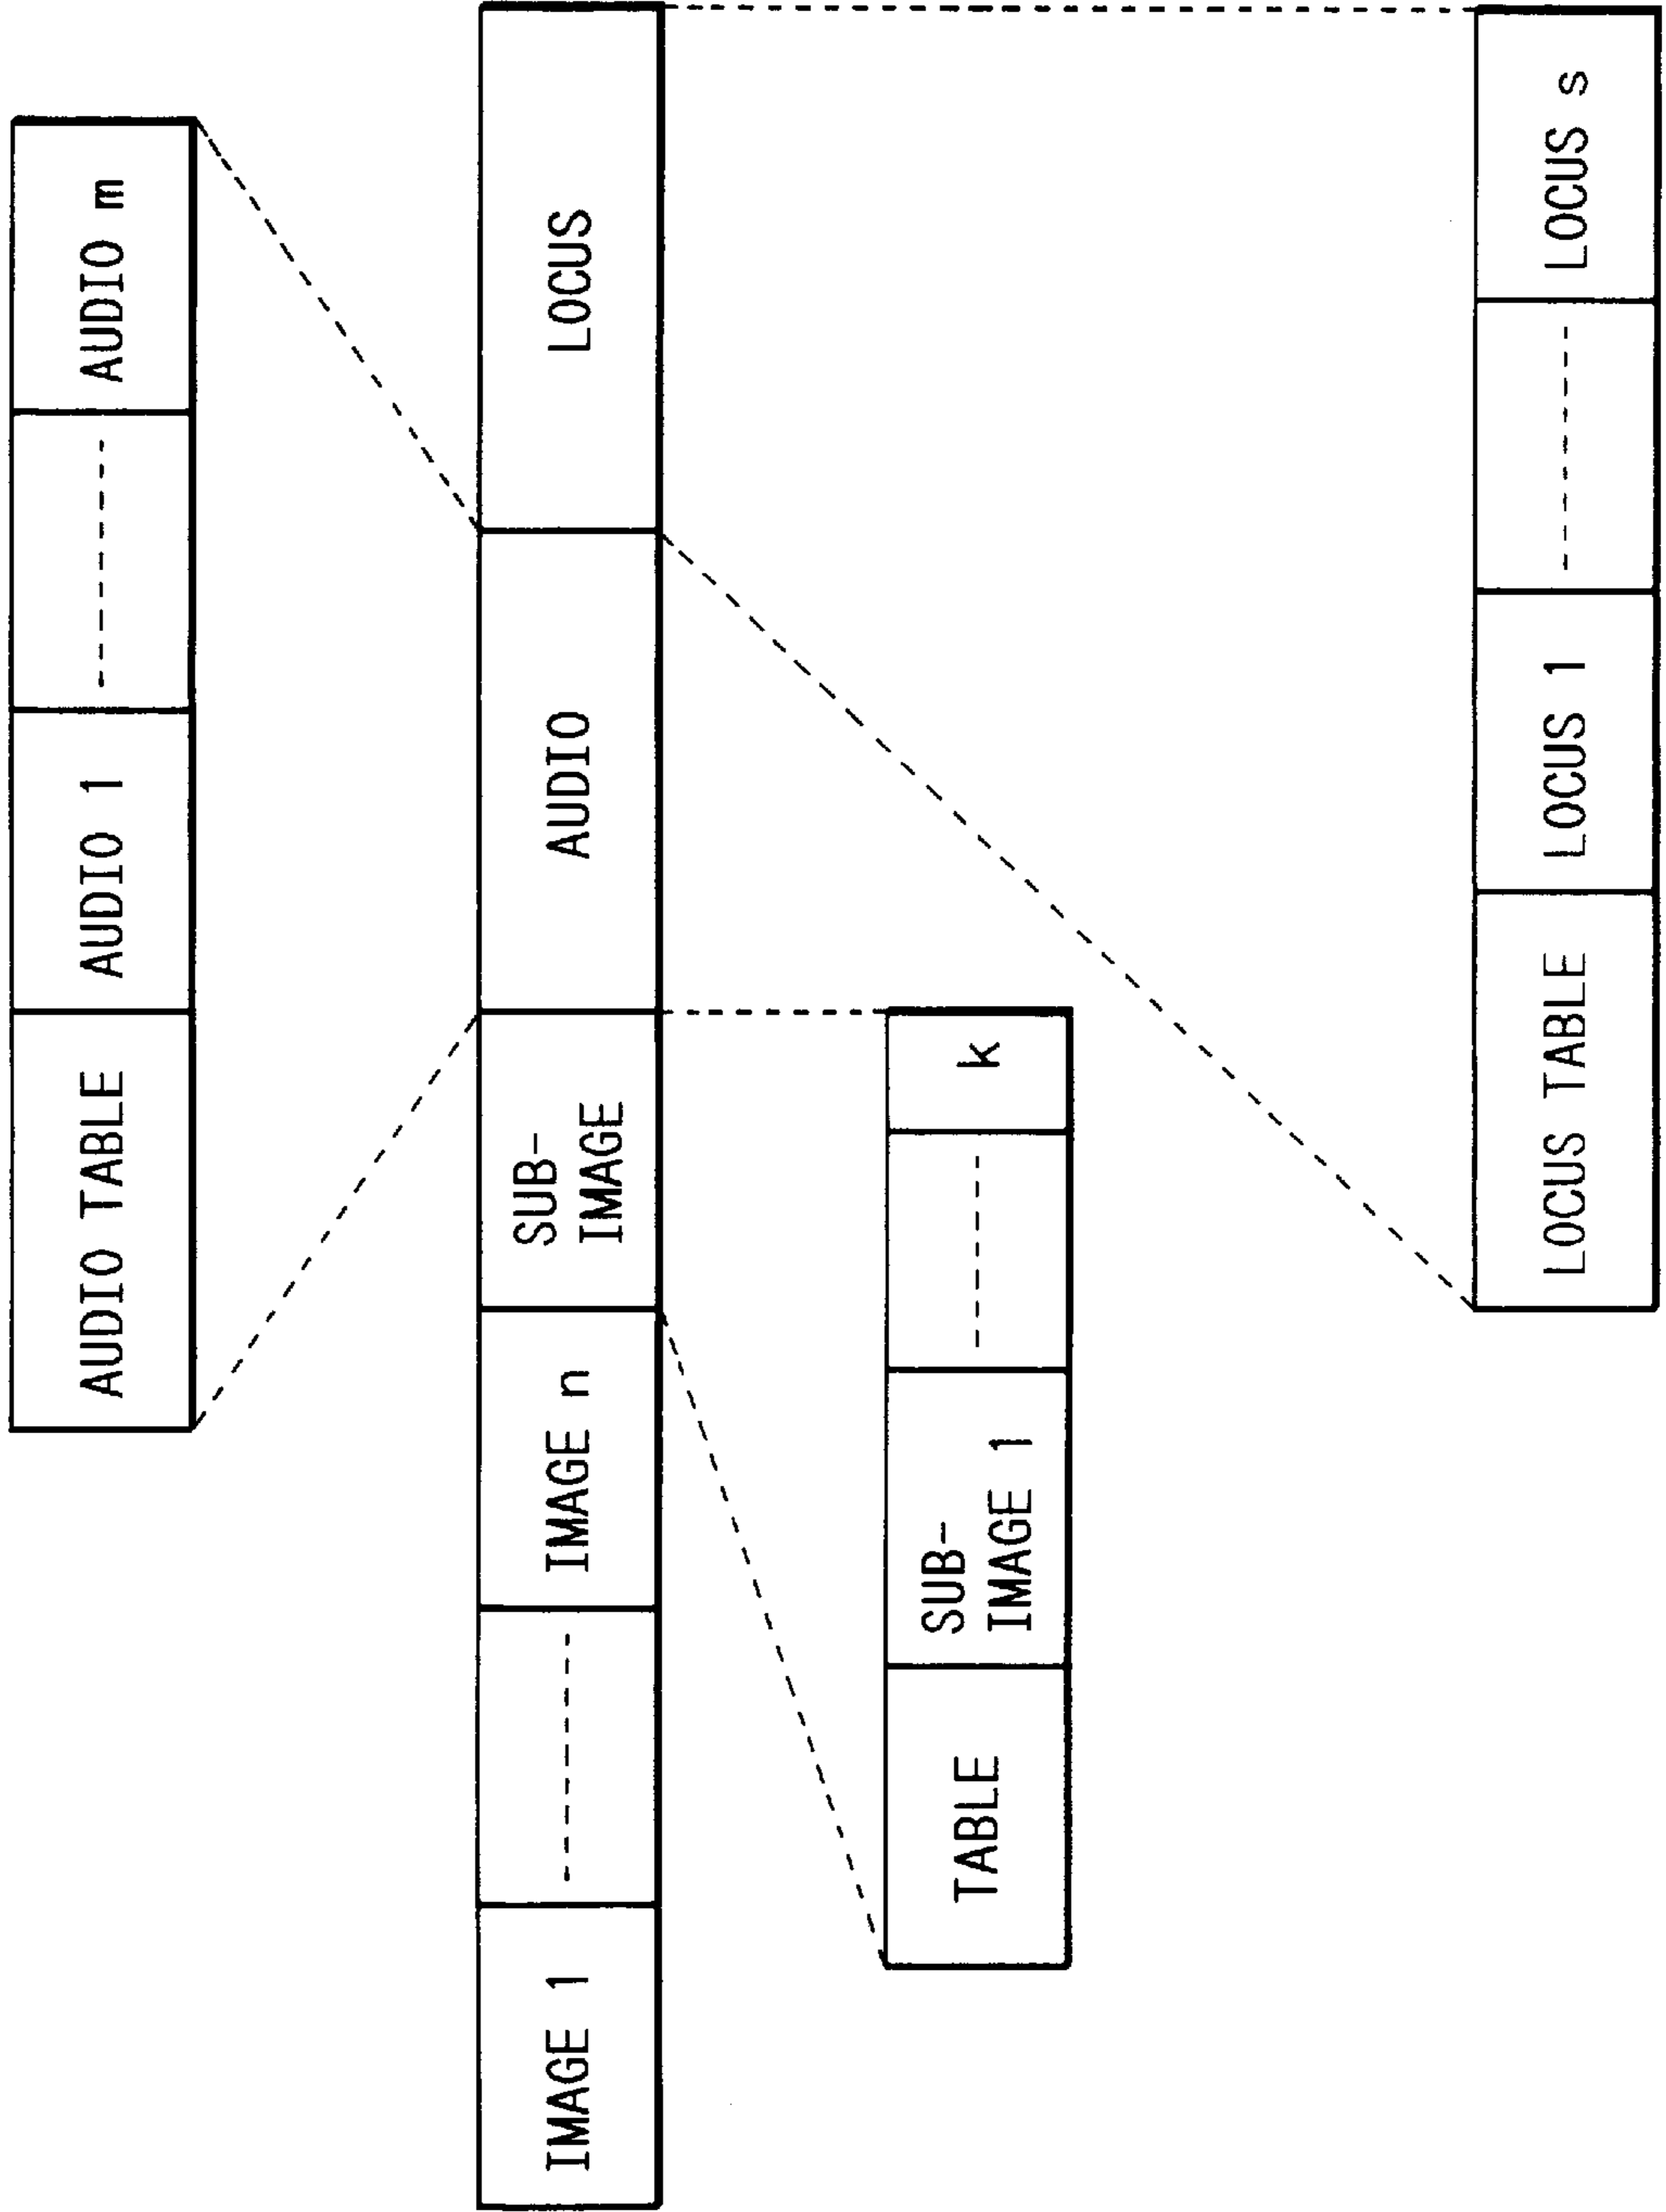 AUDIO TABLE
AUDIO 1
AUDIO m
IMAGE 1
IMAGE n
SUB-
IMAGE
AUDIO
LOCUS
TABLE
SUB-
IMAGE 1
k
LOCUS TABLE
LOCUS 1
LOCUS s